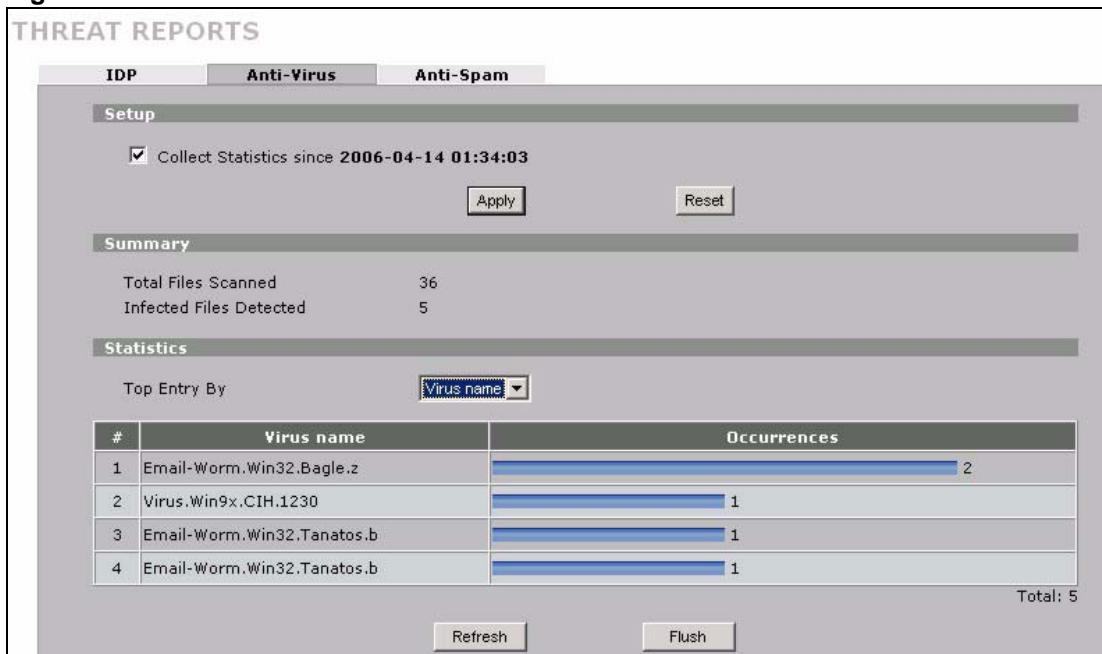 THREAT REPORTS
IDP Anti-Virus Anti-Spam
Setup
Collect Statistics since 2006-04-14 01:34:03
Apply Reset
Summary
Total Files Scanned 36
Infected Files Detected 5
Statistics
Top Entry By Virus name
# Virus name Occurrences
1 Email-Worm.Win32.Bagle.z 2
2 Virus.Win9x.CIH.1230 1
3 Email-Worm.Win32.Tanatos.b 1
4 Email-Worm.Win32.Tanatos.b 1
Total: 5
Refresh Flush